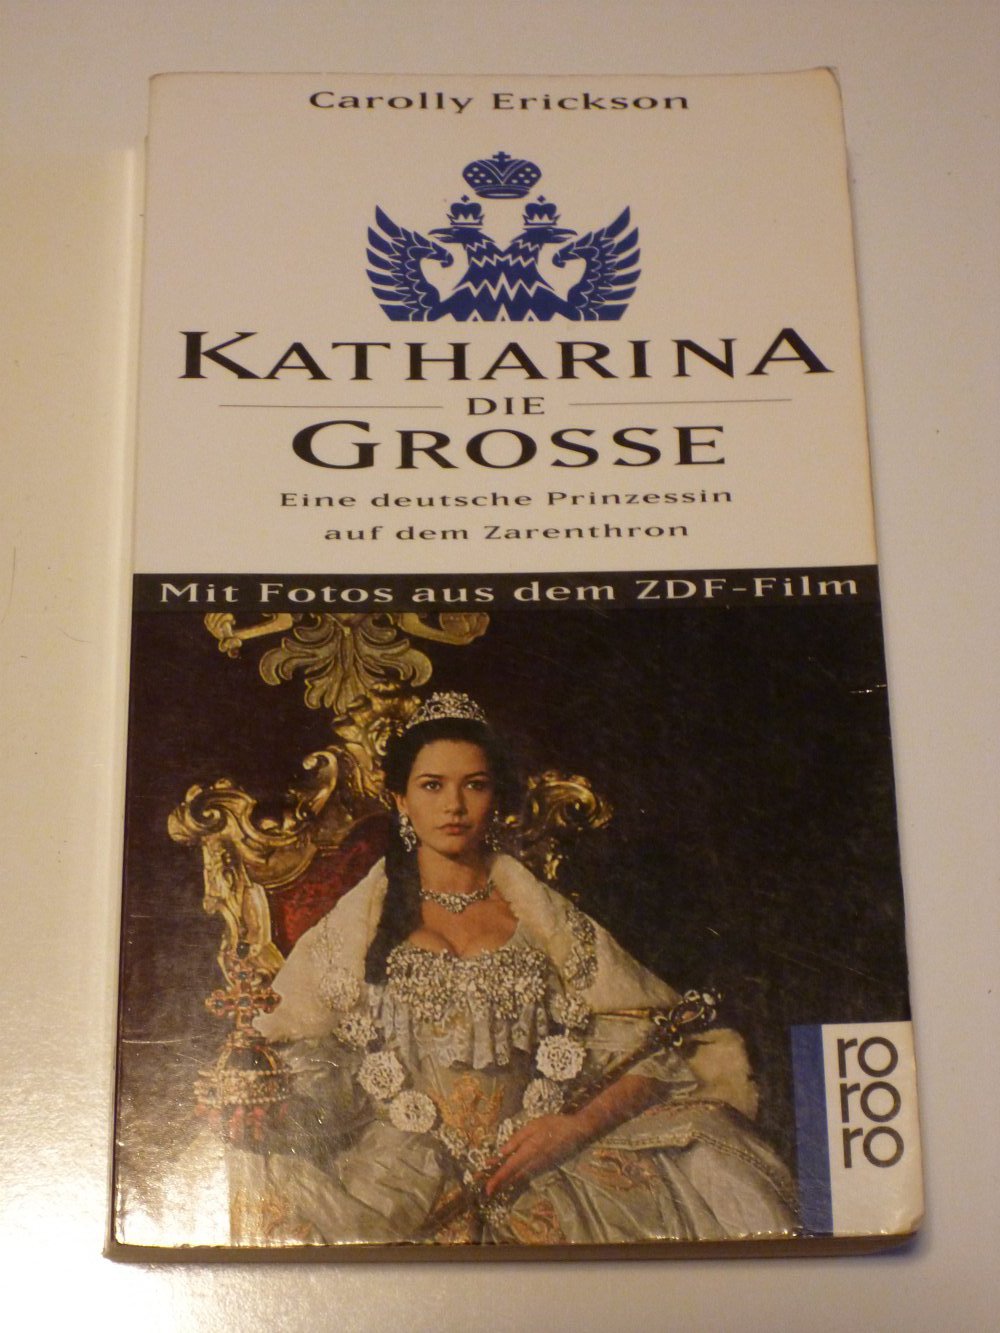 Carolly Erickson
KATHARINA
DIE
GROSSE
Eine deutsche Prinzessin
auf dem Zarenthron
Mit Fotos aus dem ZDF-Film
ro
ro
ro